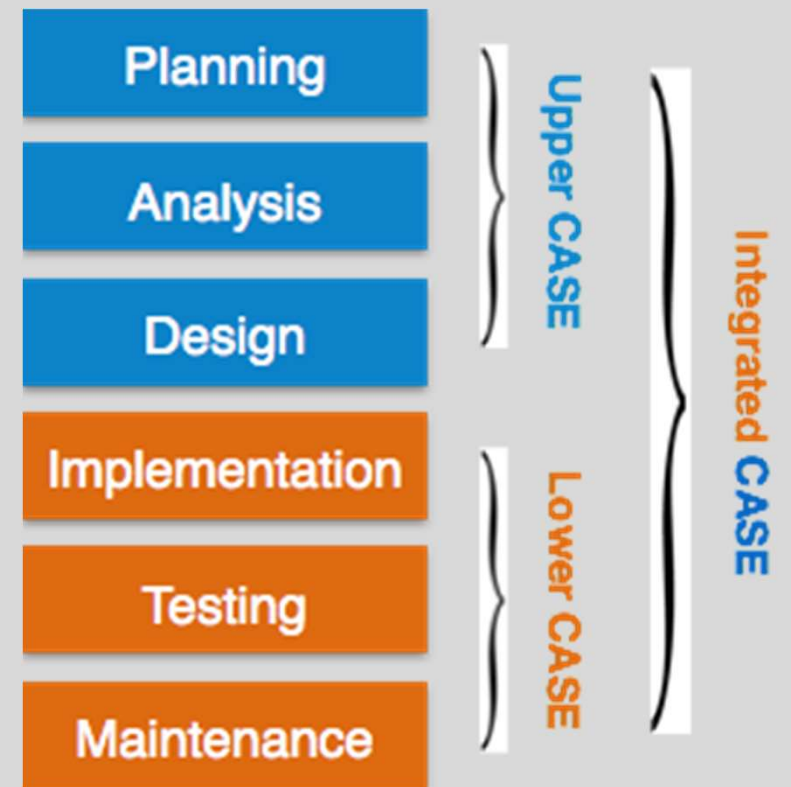 Planning
Analysis
Design
Implementation
Testing
Maintenance
Upper CASE
Lower CASE
Integrated CASE